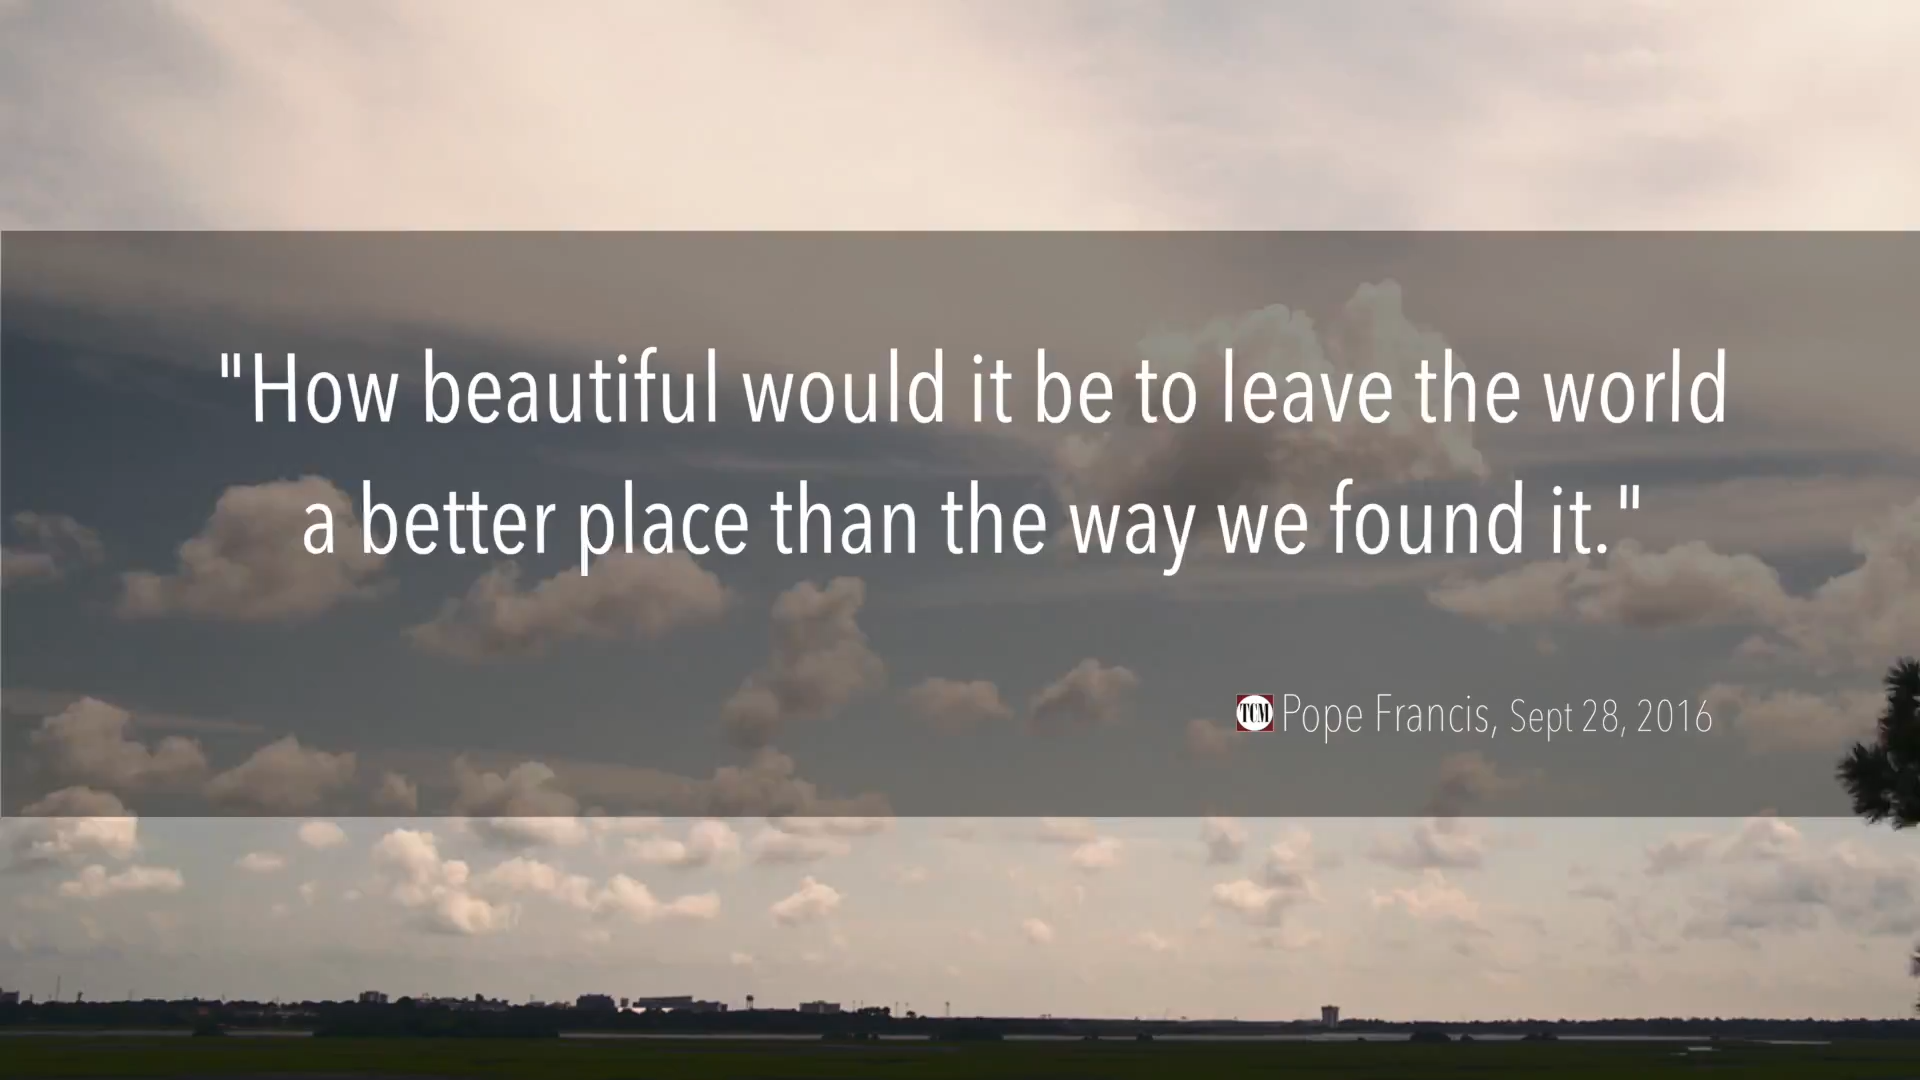 "How beautiful would it be to leave the world
a better place than the way we found it."
TCM Pope Francis, Sept 28, 2016